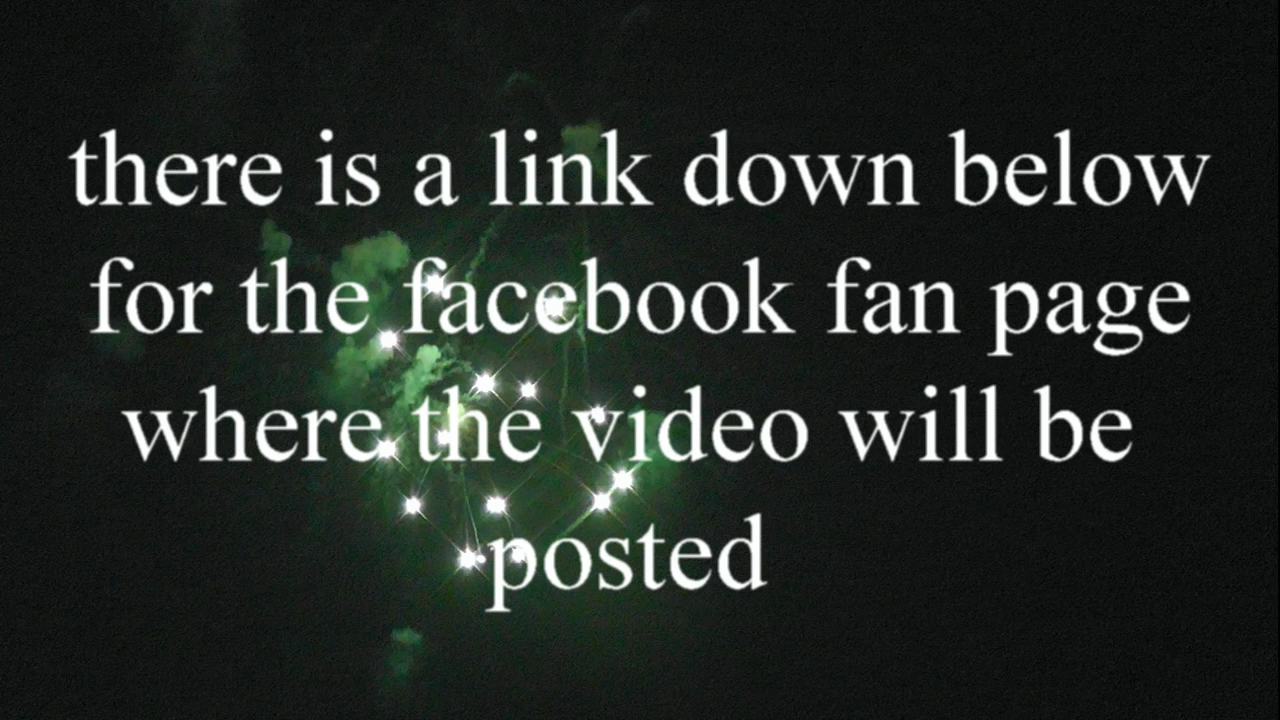 there is a link down below
for the facebook fan page
where the video will be
posted